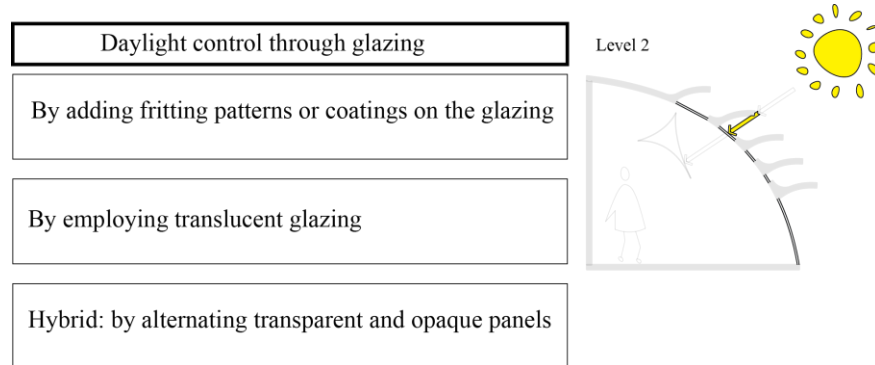 Daylight control through glazing
Level 2
By adding fritting patterns or coatings on the glazing
By employing translucent glazing
Hybrid: by alternating transparent and opaque panels